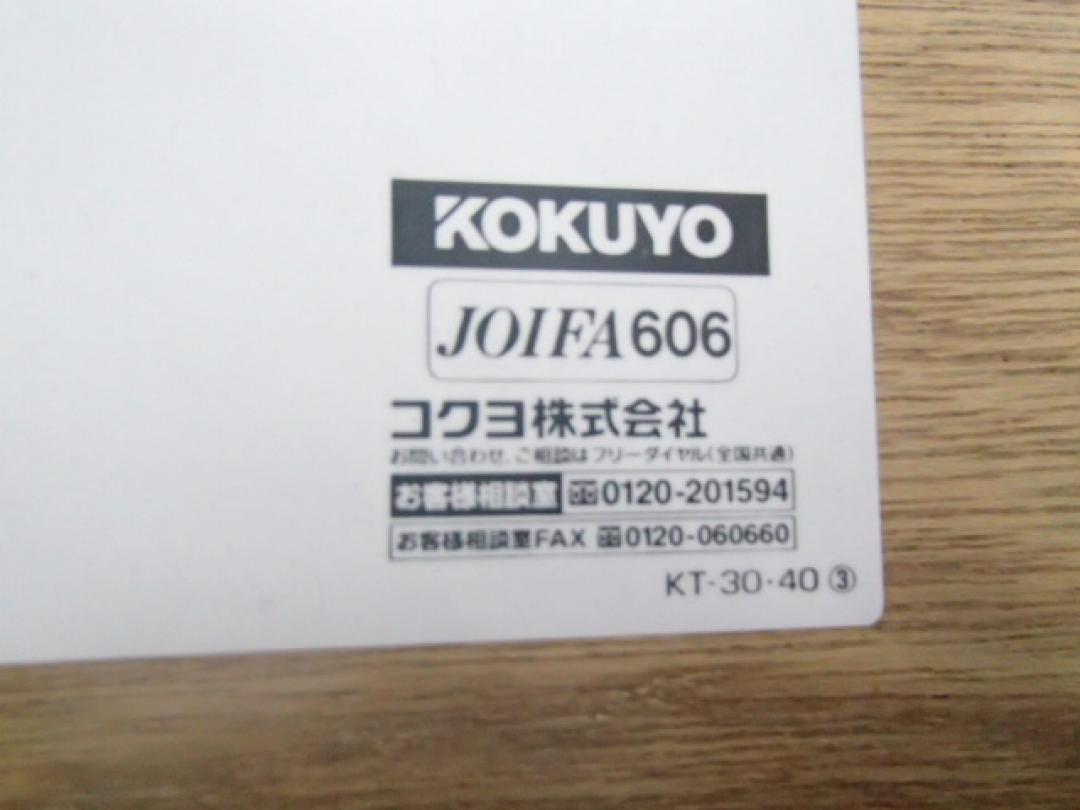 KOKUYO
JOIFA606
コクヨ株式会社
お問い合わせ、ご相談はフリーダイヤル(全国共通)
お客様相談室 0120-201594
お客様相談室FAX 0120-060660
KT-30-40③